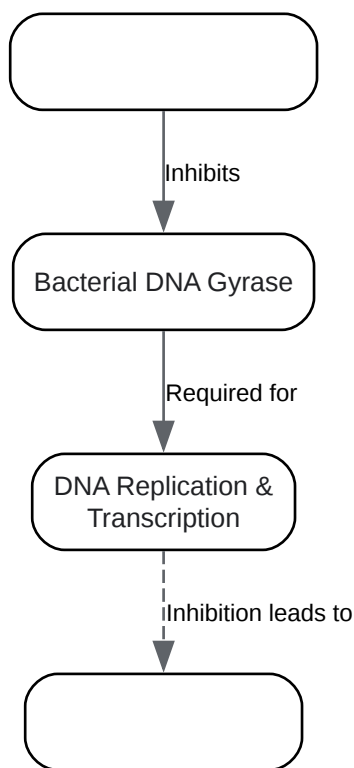 Inhibits
Bacterial DNA Gyrase
Required for
DNA Replication &
Transcription
Inhibition leads to